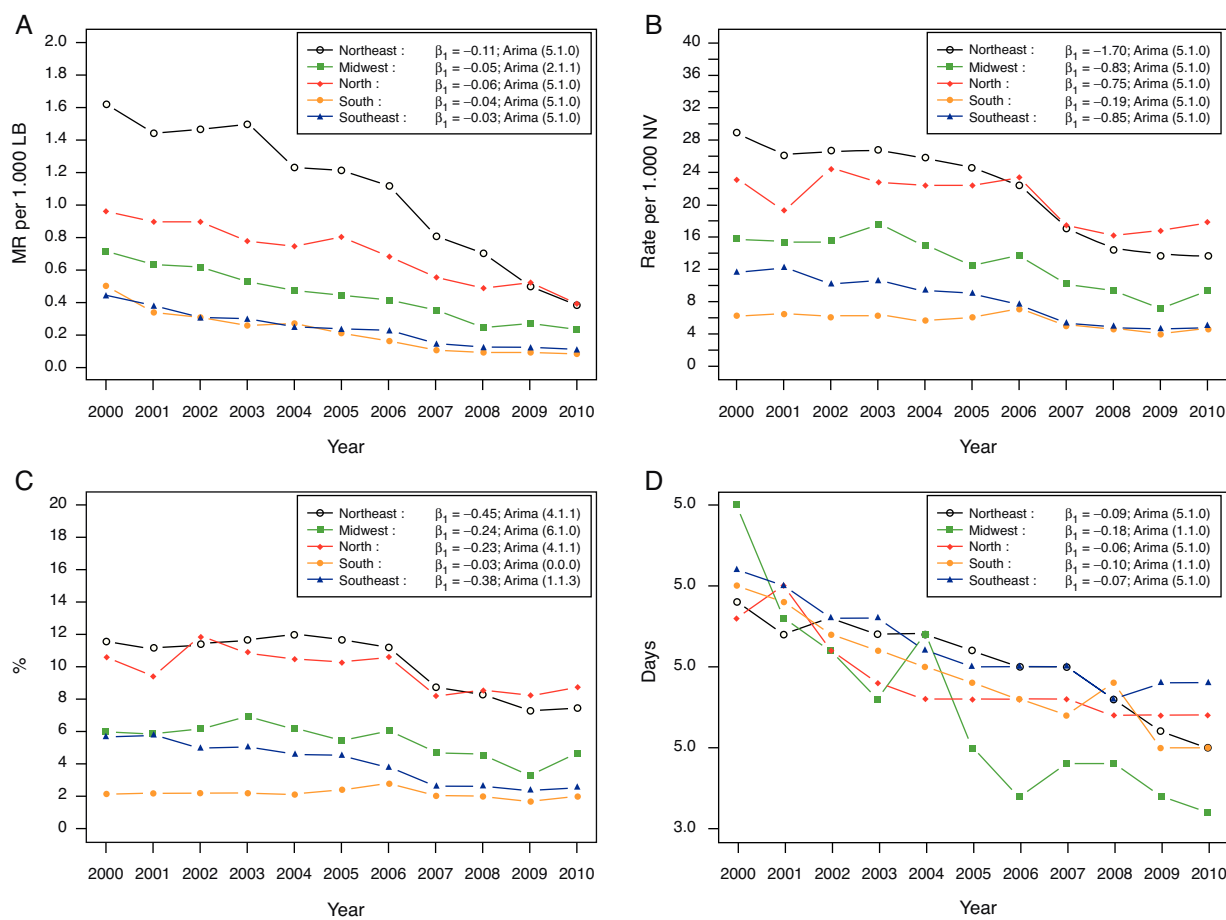 A
MR per 1.000 LB
2.0
1.8
1.6
1.4
1.2
1.0
0.8
0.6
0.4
0.2
0.0
Northeast : β1 = −0.11; Arima (5.1.0)
Midwest : β1 = −0.05; Arima (2.1.1)
North : β1 = −0.06; Arima (5.1.0)
South : β1 = −0.04; Arima (5.1.0)
Southeast : β1 = −0.03; Arima (5.1.0)
2000 2001 2002 2003 2004 2005 2006 2007 2008 2009 2010
Year
B
Rate per 1.000 NV
40
36
32
28
24
20
16
12
8
4
0
Northeast : β1 = −1.70; Arima (5.1.0)
Midwest : β1 = −0.83; Arima (5.1.0)
North : β1 = −0.75; Arima (5.1.0)
South : β1 = −0.19; Arima (5.1.0)
Southeast : β1 = −0.85; Arima (5.1.0)
2000 2001 2002 2003 2004 2005 2006 2007 2008 2009 2010
Year
C
%
20
18
16
14
12
10
8
6
4
2
0
Northeast : β1 = −0.45; Arima (4.1.1)
Midwest : β1 = −0.24; Arima (6.1.0)
North : β1 = −0.23; Arima (4.1.1)
South : β1 = −0.03; Arima (0.0.0)
Southeast : β1 = −0.38; Arima (1.1.3)
2000 2001 2002 2003 2004 2005 2006 2007 2008 2009 2010
Year
D
Days
5.0
5.0
5.0
5.0
3.0
Northeast : β1 = −0.09; Arima (5.1.0)
Midwest : β1 = −0.18; Arima (1.1.0)
North : β1 = −0.06; Arima (5.1.0)
South : β1 = −0.10; Arima (1.1.0)
Southeast : β1 = −0.07; Arima (5.1.0)
2000 2001 2002 2003 2004 2005 2006 2007 2008 2009 2010
Year